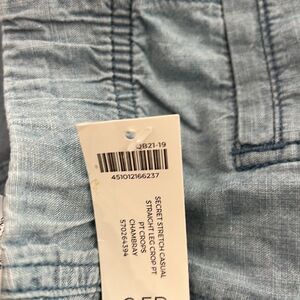 QB21-19
451012166237
SECRET STRETCH CASUAL
STRAIGHT LEG CROP PT
PT CROPS
CHAMBRAY
570264394